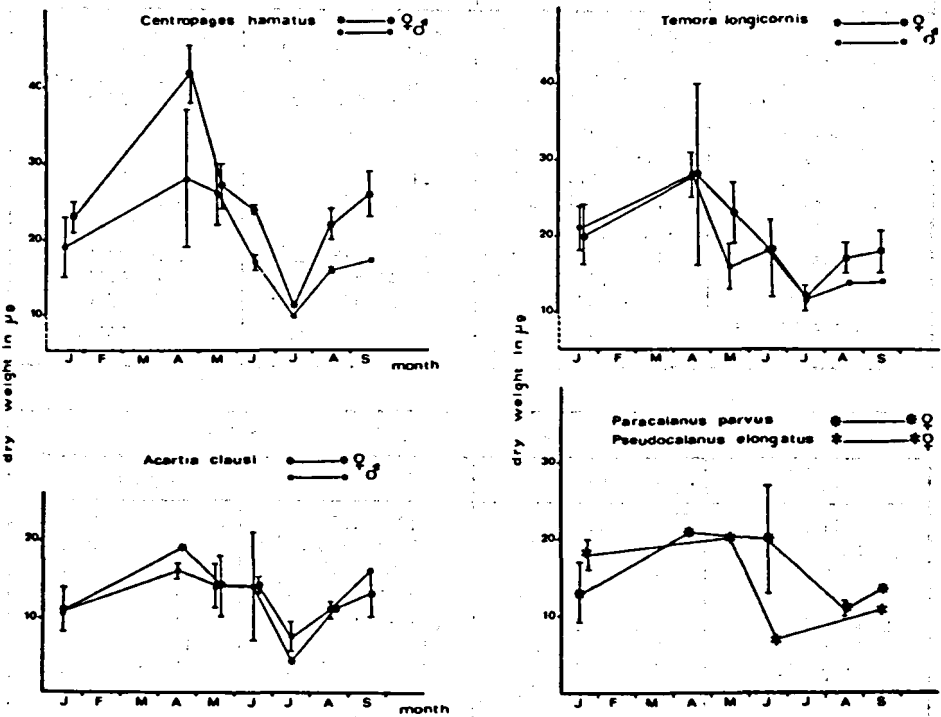 Centropages hamatus ♀
♂
40
30
20
10
J F M A M J J A S
month
dry weight in µg
Temora longicornis ♀
♂
40
30
20
10
J F M A M J J A S
Acartia clausi ♀
♂
20
10
J F M A M J J A S
month
dry weight in µg
Paracalanus parvus ♀
Pseudocalanus elongatus ♀
30
20
10
J F M A M J J A S